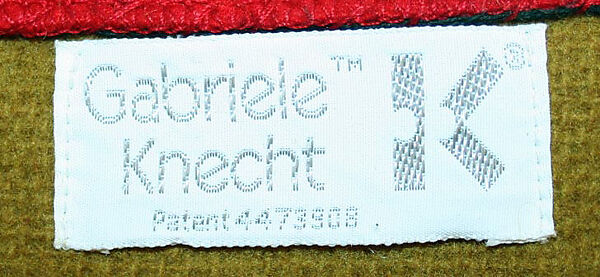 Gabriele™
Knecht
K®
Patent 4473908